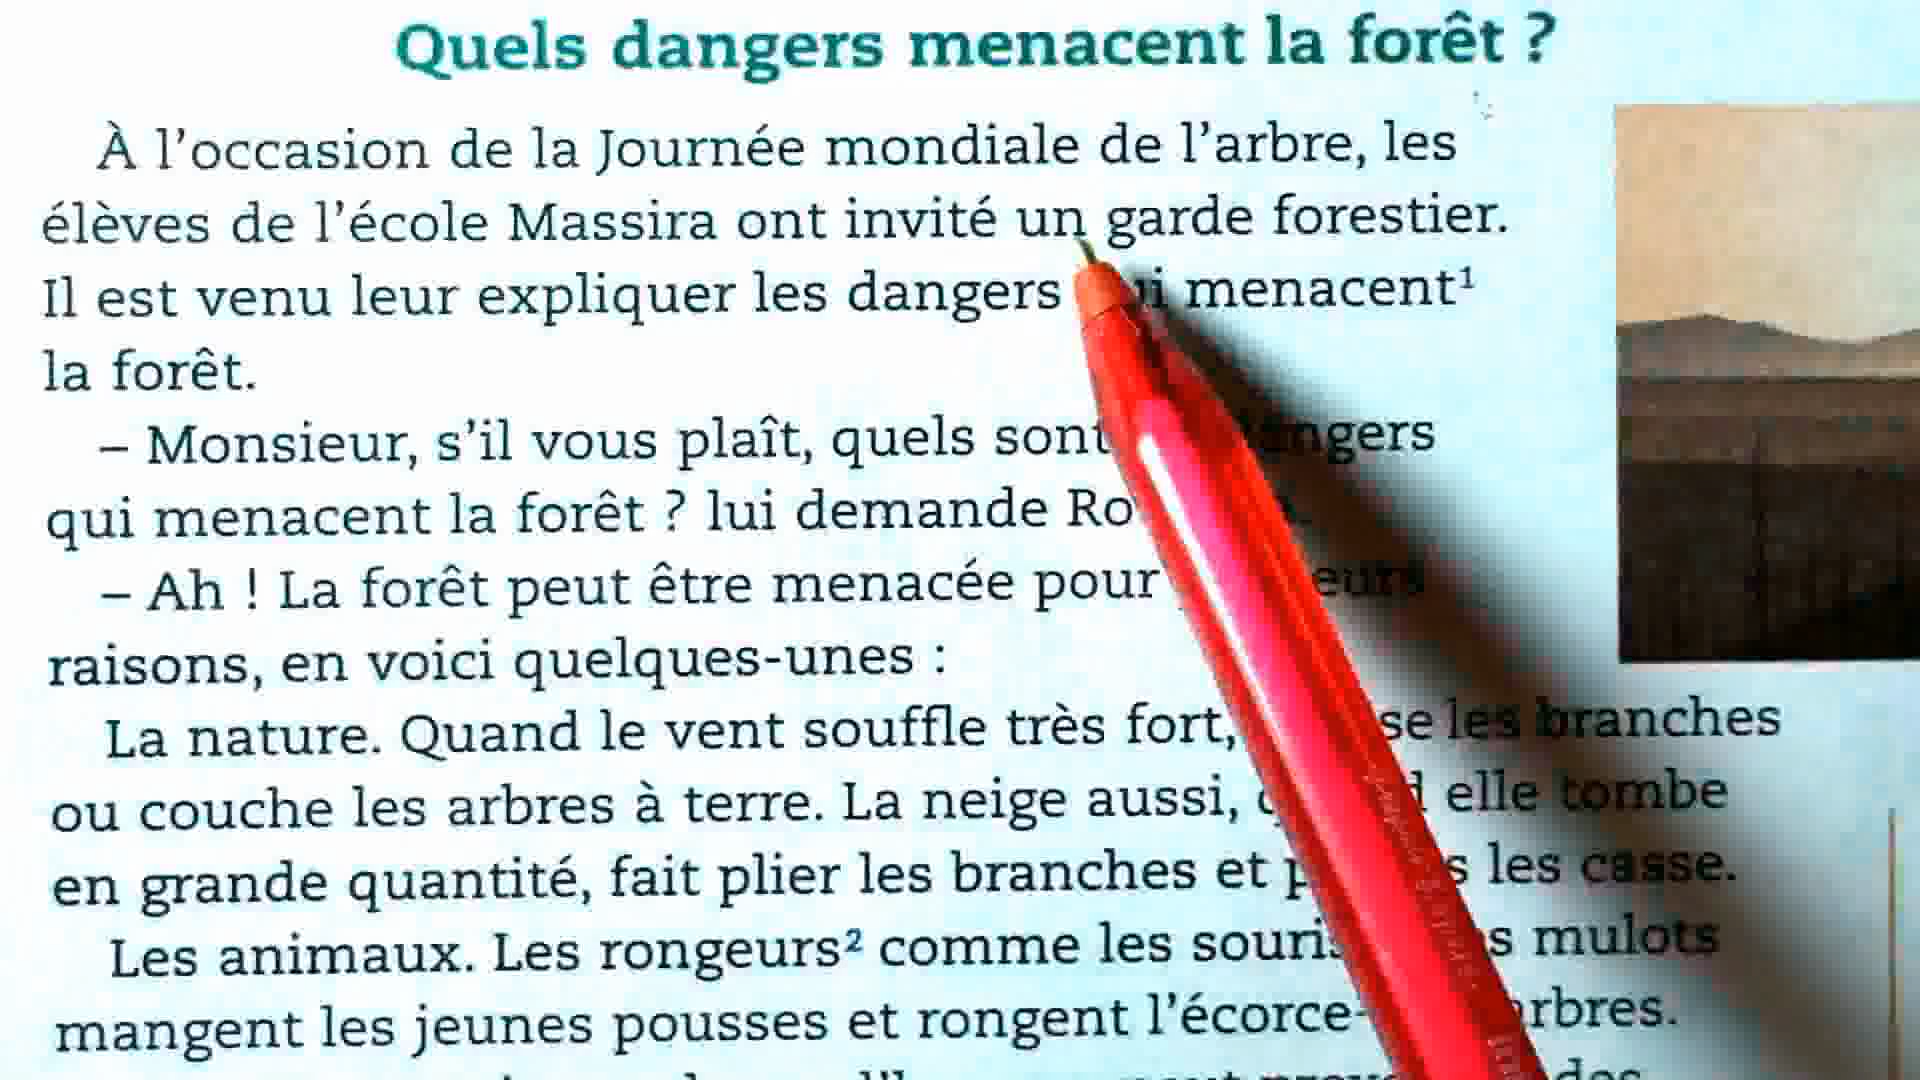 Quels dangers menacent la forêt ?
À l'occasion de la Journée mondiale de l'arbre, les
élèves de l'école Massira ont invité un garde forestier.
Il est venu leur expliquer les dangers menacent¹
la forêt.
– Monsieur, s'il vous plaît, quels sont dangers
qui menacent la forêt ? lui demande
– Ah ! La forêt peut être menacée pour
raisons, en voici quelques-unes :
La nature. Quand le vent souffle très fort, les branches
ou couche les arbres à terre. La neige aussi, elle tombe
en grande quantité, fait plier les branches et les casse.
Les animaux. Les rongeurs² comme les mulots
mangent les jeunes pousses et rongent l'écorce arbres.